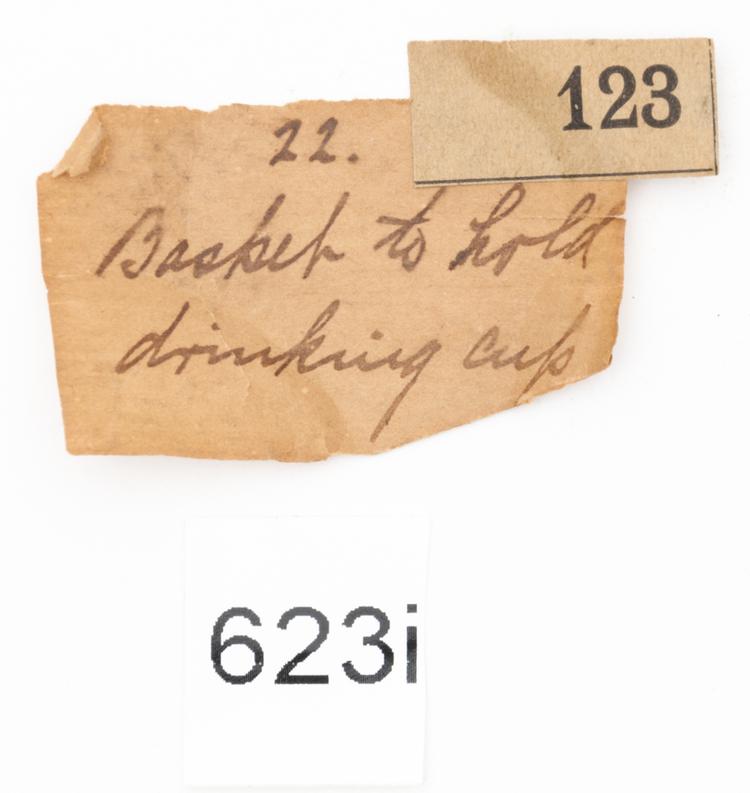 123
22.
Basket to hold
drinking cup
623i